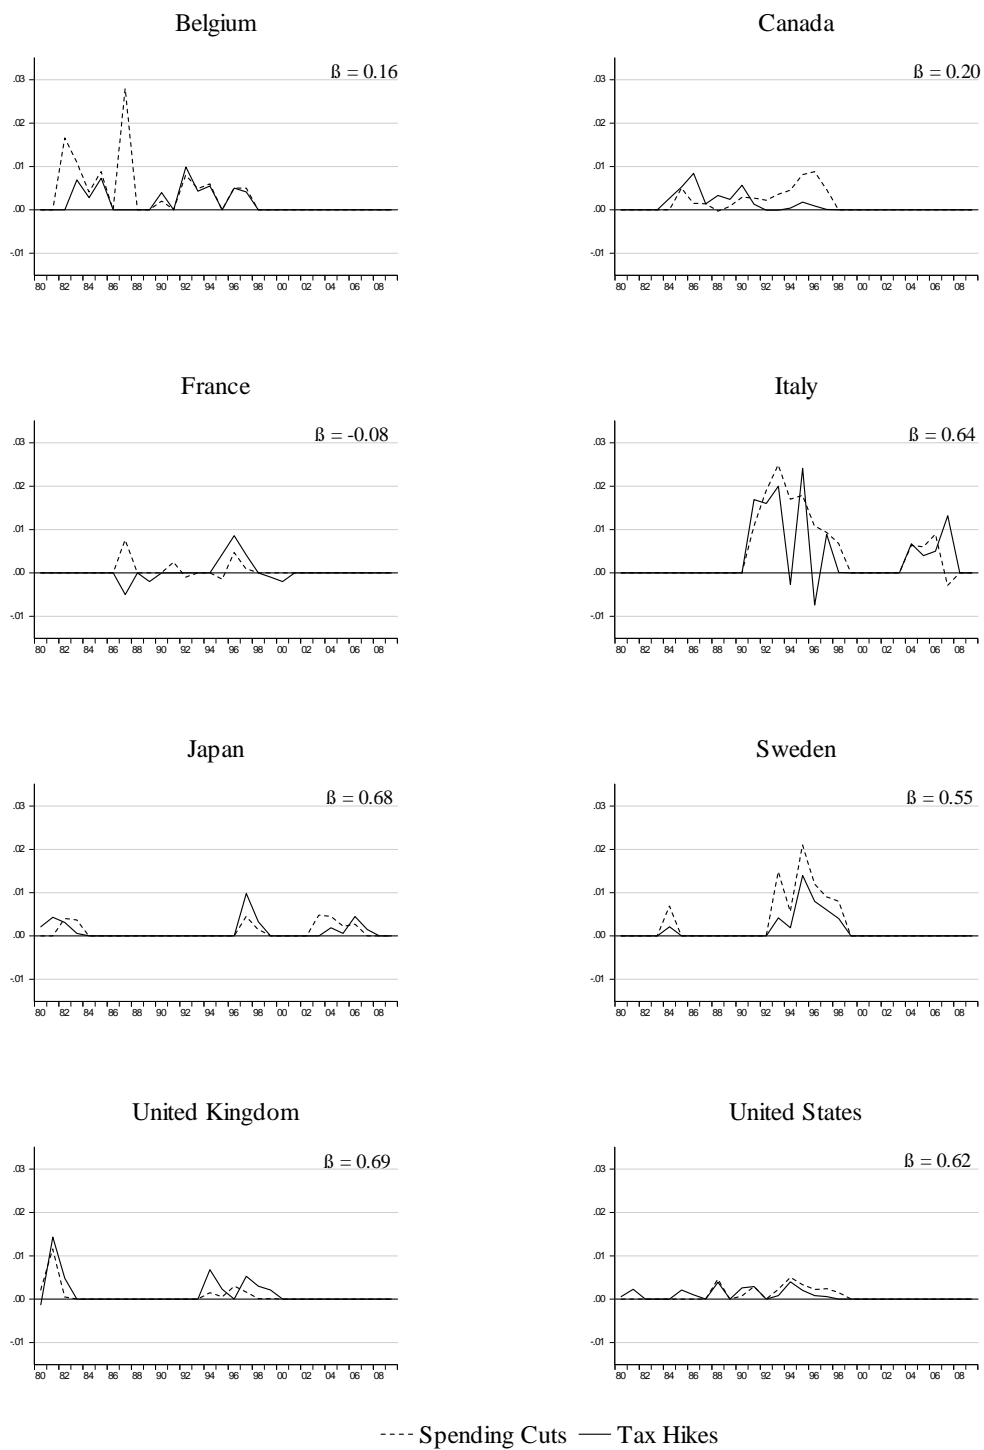 Belgium
ß = 0.16
.03
.02
.01
.00
-.01
80 82 84 86 88 90 92 94 96 98 00 02 04 06 08
Canada
ß = 0.20
.03
.02
.01
.00
-.01
80 82 84 86 88 90 92 94 96 98 00 02 04 06 08
France
ß = -0.08
.03
.02
.01
.00
-.01
80 82 84 86 88 90 92 94 96 98 00 02 04 06 08
Italy
ß = 0.64
.03
.02
.01
.00
-.01
80 82 84 86 88 90 92 94 96 98 00 02 04 06 08
Japan
ß = 0.68
.03
.02
.01
.00
-.01
80 82 84 86 88 90 92 94 96 98 00 02 04 06 08
Sweden
ß = 0.55
.03
.02
.01
.00
-.01
80 82 84 86 88 90 92 94 96 98 00 02 04 06 08
United Kingdom
ß = 0.69
.03
.02
.01
.00
-.01
80 82 84 86 88 90 92 94 96 98 00 02 04 06 08
United States
ß = 0.62
.03
.02
.01
.00
-.01
80 82 84 86 88 90 92 94 96 98 00 02 04 06 08
Spending Cuts Tax Hikes